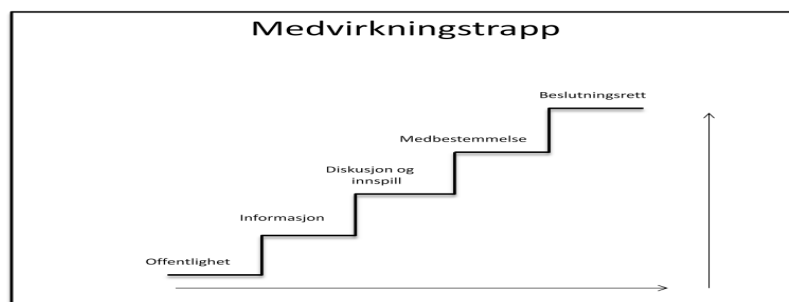 Medvirkningstrapp
Beslutningsrett
Medbestemmelse
Diskusjon og
innspill
Informasjon
Offentlighet